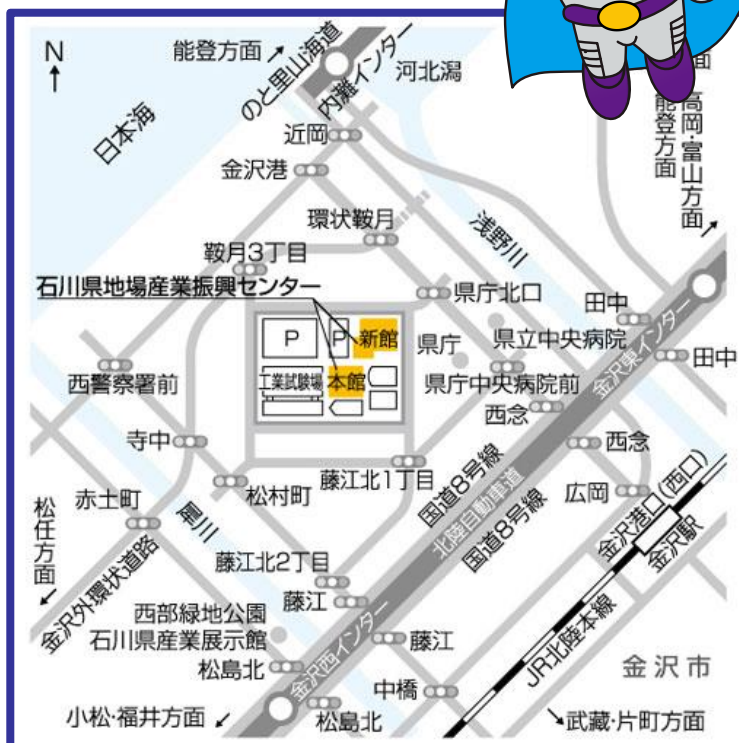 N
能登方面
のと里山海道
内灘インター
河北潟
日本海
近岡
金沢港
高岡・富山方面
能登方面
環状鞍月
浅野川
鞍月3丁目
石川県地場産業振興センター
県庁北口
田中
P
P
新館
県庁
県立中央病院
金沢東インター
田中
西警察署前
工業試験場
本館
県庁中央病院前
西念
寺中
藤江北1丁目
国道8号線
西念
松村町
広岡
金沢港口(西口)
赤土町
松任方面
犀川
北陸自動車道
国道8号線
金沢駅
金沢外環状道路
藤江北2丁目
藤江
西部緑地公園
石川県産業展示館
藤江
JR北陸本線
松島北
金沢西インター
中橋
金沢市
小松・福井方面
松島北
武蔵・片町方面